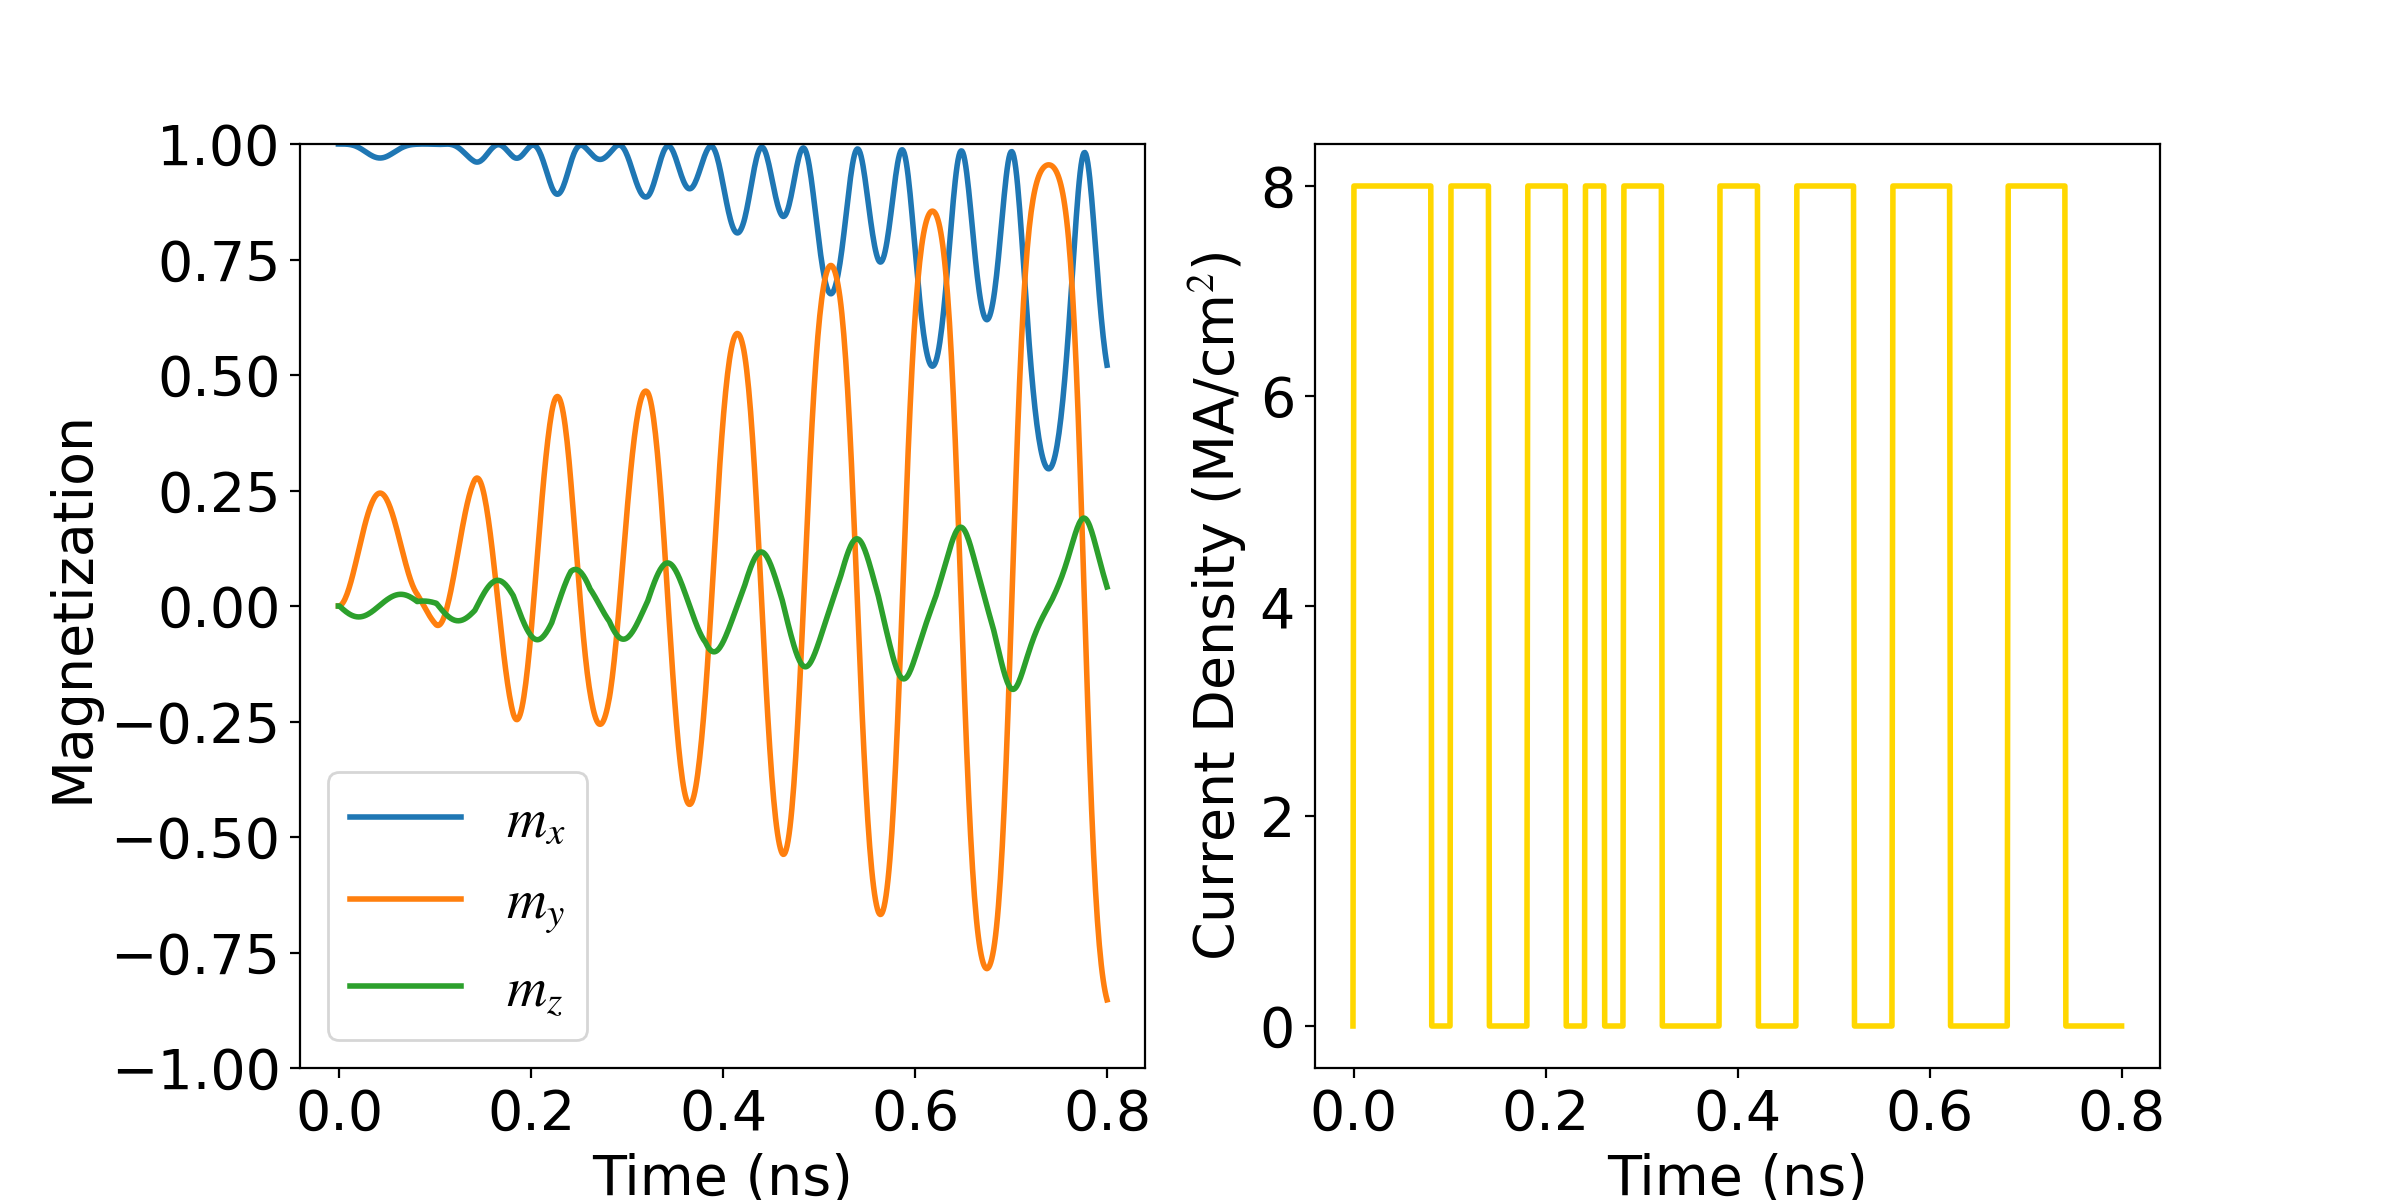 1.00
0.75
0.50
0.25
0.00
−0.25
−0.50
−0.75
−1.00
Magnetization
0.0 0.2 0.4 0.6 0.8
Time (ns)
m_x
m_y
m_z
8
6
4
2
0
Current Density (MA/cm²)
0.0 0.2 0.4 0.6 0.8
Time (ns)